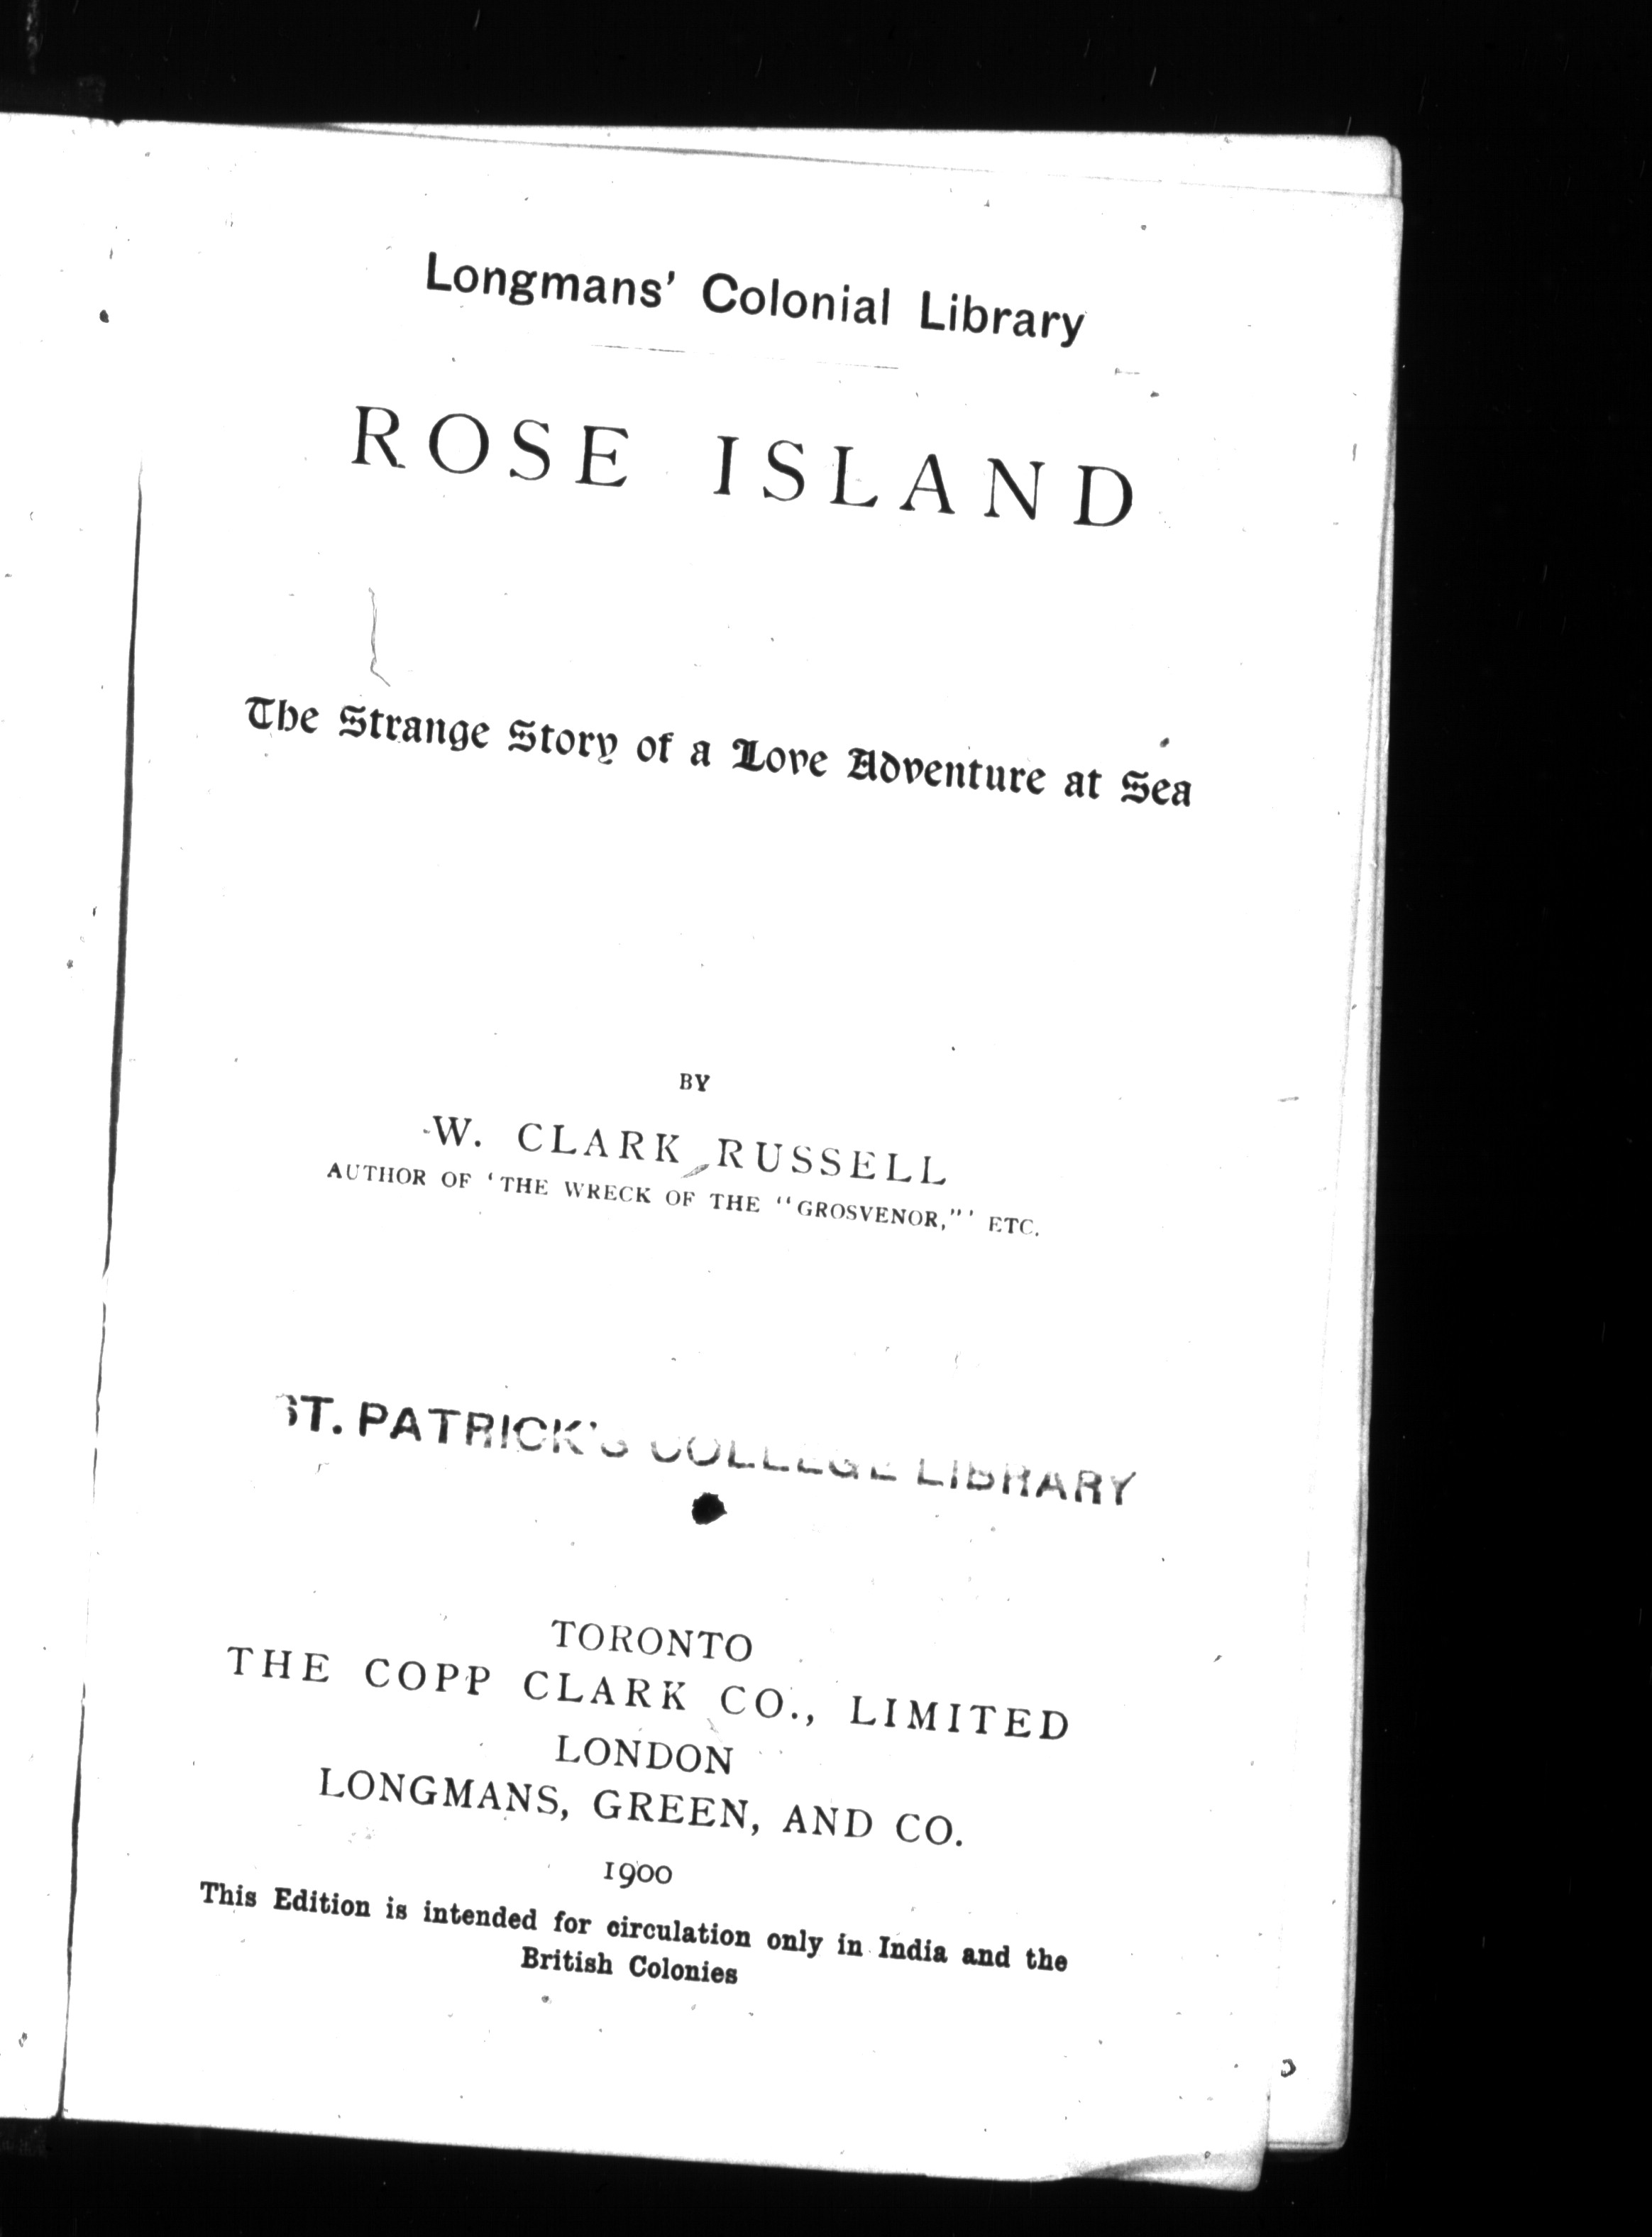 Longmans' Colonial Library
ROSE ISLAND
The Strange Story of a Love Adventure at Sea
BY
W. CLARK RUSSELL
AUTHOR OF 'THE WRECK OF THE "GROSVENOR,"' ETC.
ST. PATRICK'S COLLEGE LIBRARY
TORONTO
THE COPP CLARK CO., LIMITED
LONDON
LONGMANS, GREEN, AND CO.
1900
This Edition is intended for circulation only in India and the
British Colonies